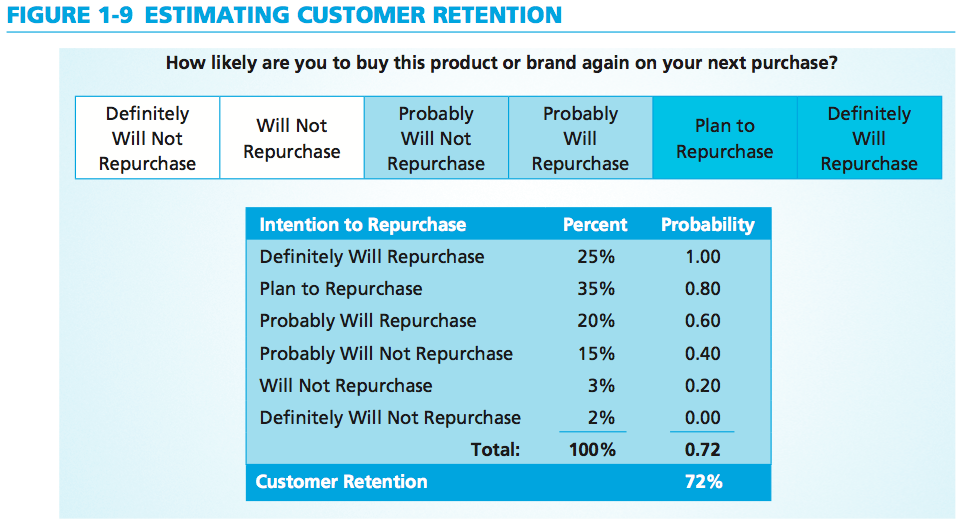 FIGURE 1-9 ESTIMATING CUSTOMER RETENTION
How likely are you to buy this product or brand again on your next purchase?
Definitely
Will Not
Repurchase
Will Not
Repurchase
Probably
Will Not
Repurchase
Probably
Will
Repurchase
Plan to
Repurchase
Definitely
Will
Repurchase
Intention to Repurchase Percent Probability
Definitely Will Repurchase 25% 1.00
Plan to Repurchase 35% 0.80
Probably Will Repurchase 20% 0.60
Probably Will Not Repurchase 15% 0.40
Will Not Repurchase 3% 0.20
Definitely Will Not Repurchase 2% 0.00
Total: 100% 0.72
Customer Retention 72%